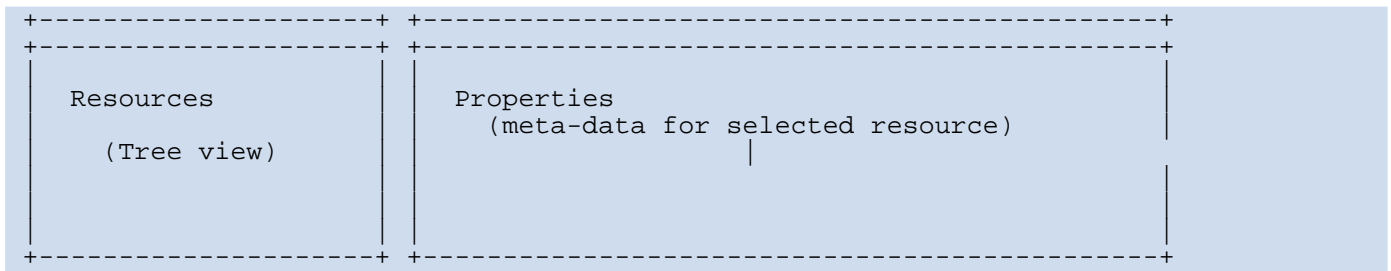 +---------------------+ +----------------------------------------------+
+---------------------+ +----------------------------------------------+
|                     | |                                              |
|  Resources          | |  Properties                                  |
|                     | |    (meta-data for selected resource)         |
|    (Tree view)      | |                    |
|                     | |                                              |
|                     | |                                              |
|                     | |                                              |
+---------------------+ +----------------------------------------------+